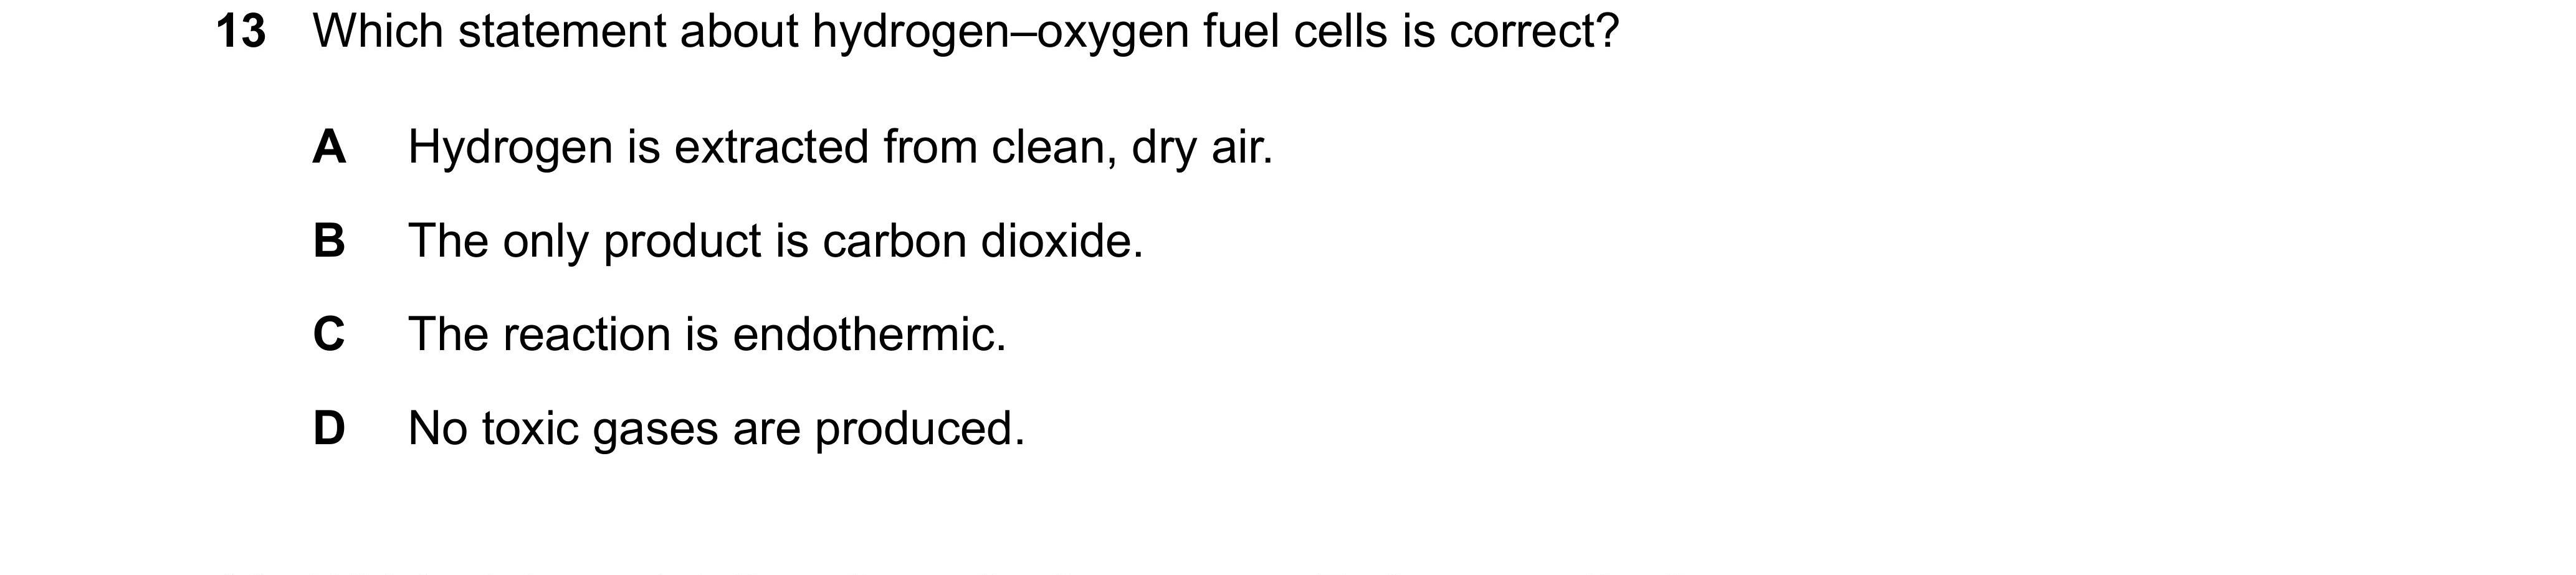 13 Which statement about hydrogen–oxygen fuel cells is correct?
A Hydrogen is extracted from clean, dry air.
B The only product is carbon dioxide.
C The reaction is endothermic.
D No toxic gases are produced.